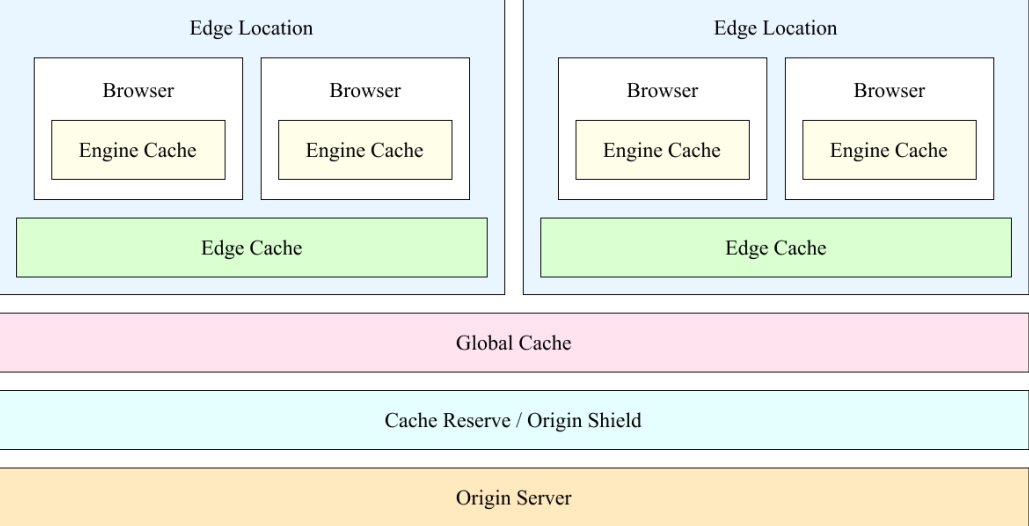 Edge Location
Edge Location
Browser
Browser
Browser
Browser
Engine Cache
Engine Cache
Engine Cache
Engine Cache
Edge Cache
Edge Cache
Global Cache
Cache Reserve / Origin Shield
Origin Server